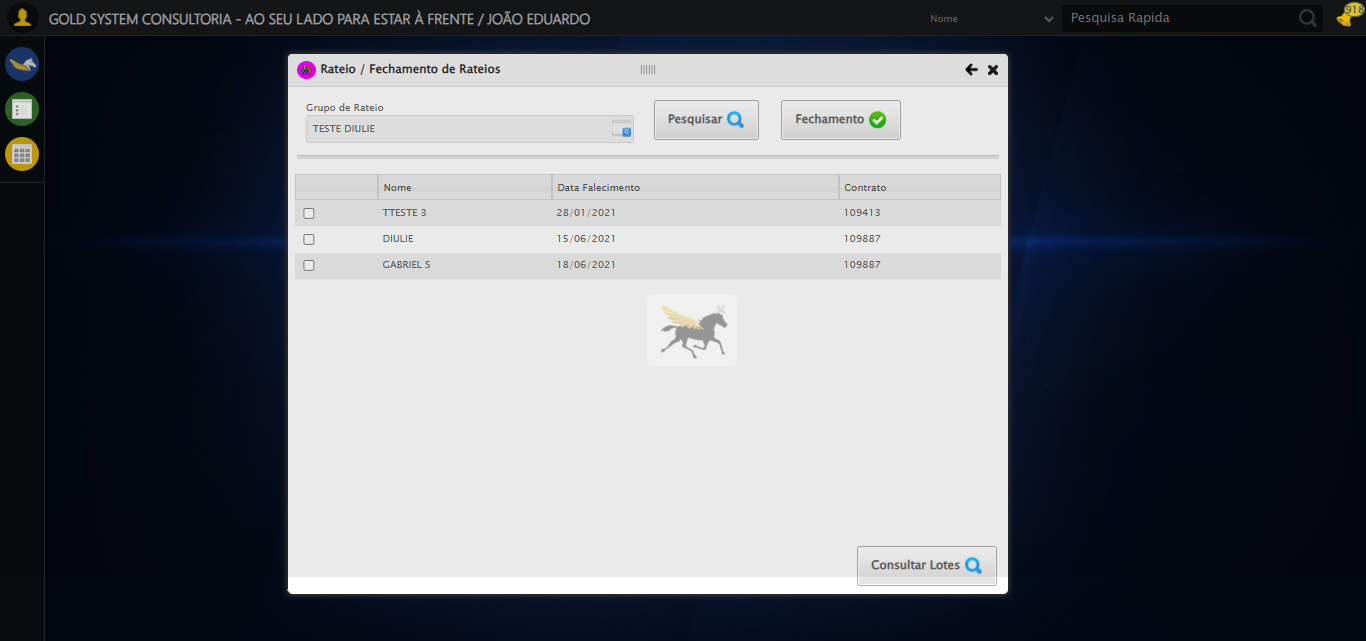 GOLD SYSTEM CONSULTORIA - AO SEU LADO PARA ESTAR À FRENTE / JOÃO EDUARDO
Nome
Pesquisa Rapida
918
Rateio / Fechamento de Rateios
Grupo de Rateio
TESTE DIULIE
Pesquisar
Fechamento
Nome Data Falecimento Contrato
TTESTE 3 28/01/2021 109413
DIULIE 15/06/2021 109887
GABRIEL S 18/06/2021 109887
Consultar Lotes